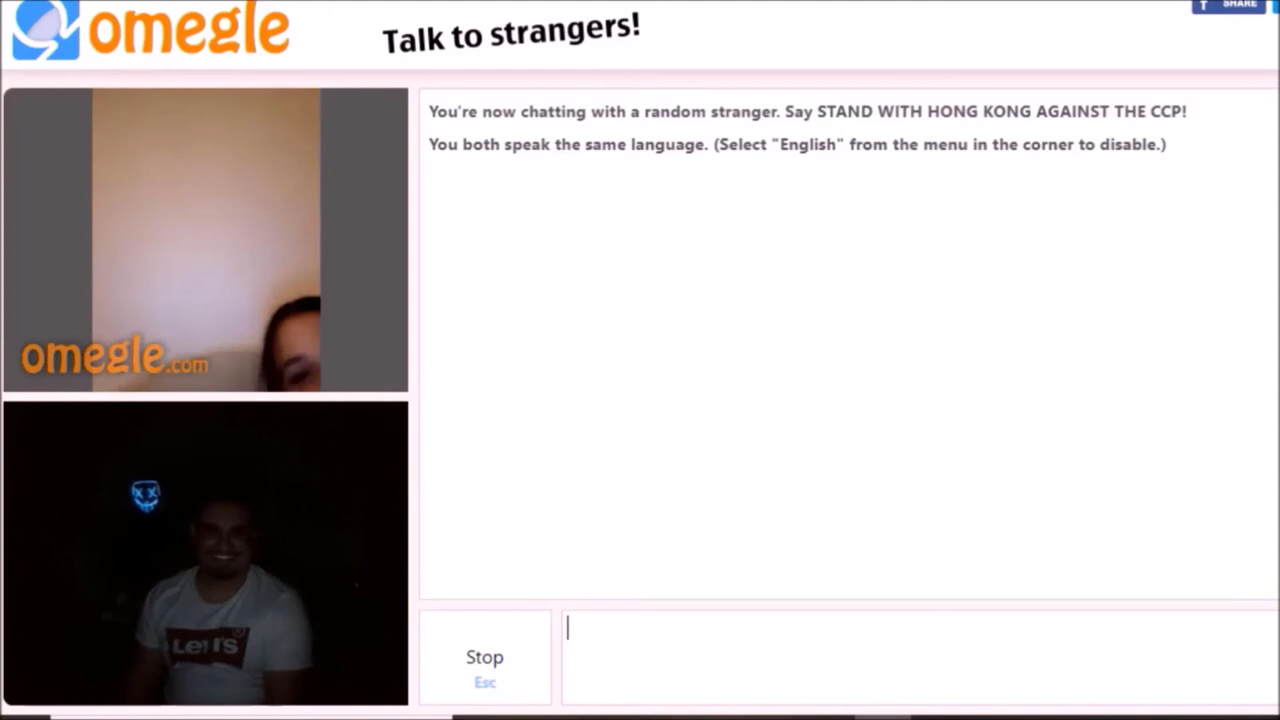 omegle
Talk to strangers!
SHARE
You're now chatting with a random stranger. Say STAND WITH HONG KONG AGAINST THE CCP!
You both speak the same language. (Select "English" from the menu in the corner to disable.)
omegle.com
Levi's
Stop
Esc